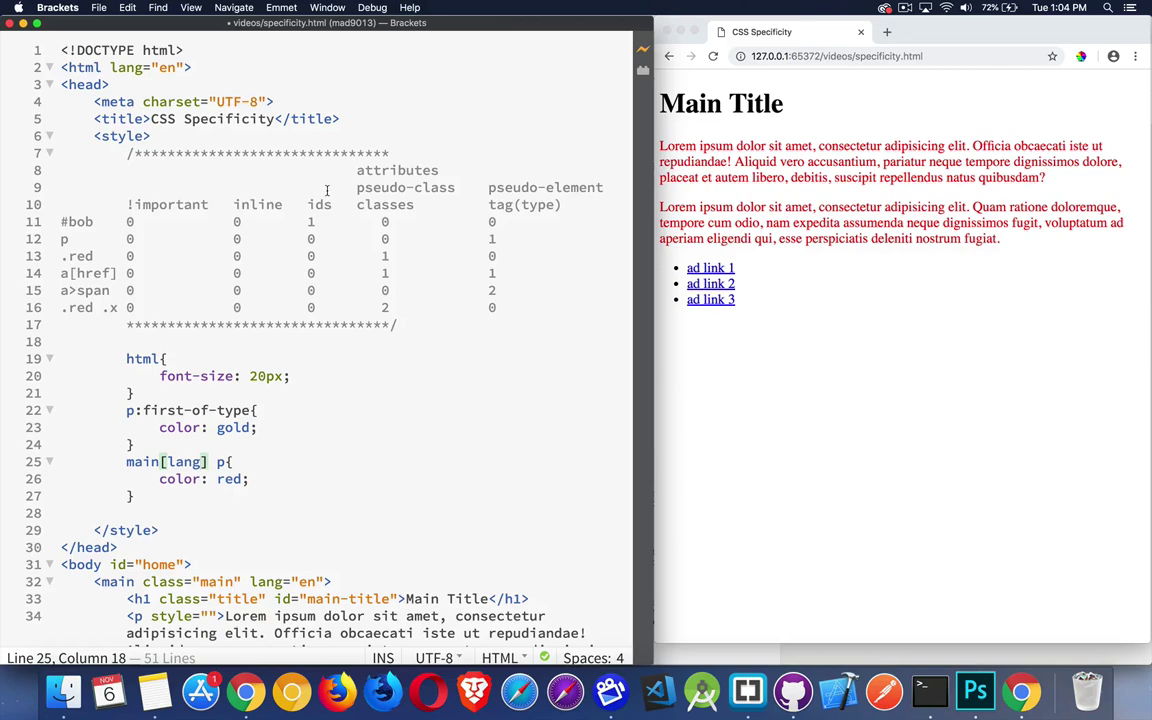 Brackets File Edit Find View Navigate Emmet Window Debug Help 72% Tue 1:04 PM
• videos/specificity.html (mad9013) — Brackets
1 <!DOCTYPE html>
2 <html lang="en">
3 <head>
4 <meta charset="UTF-8">
5 <title>CSS Specificity</title>
6 <style>
7 /*******************************
8 attributes
9 pseudo-class pseudo-element
10 !important inline ids classes tag(type)
11 #bob 0 0 1 0 0
12 p 0 0 0 0 1
13 .red 0 0 0 1 0
14 a[href] 0 0 0 1 1
15 a>span 0 0 0 0 2
16 .red .x 0 0 0 2 0
17 ********************************/
18
19 html{
20 font-size: 20px;
21 }
22 p:first-of-type{
23 color: gold;
24 }
25 main[lang] p{
26 color: red;
27 }
28
29 </style>
30 </head>
31 <body id="home">
32 <main class="main" lang="en">
33 <h1 class="title" id="main-title">Main Title</h1>
34 <p style="">Lorem ipsum dolor sit amet, consectetur
adipisicing elit. Officia obcaecati iste ut repudiandae!
Line 25, Column 18 — 51 Lines INS UTF-8 HTML Spaces: 4
CSS Specificity
127.0.0.1:65372/videos/specificity.html
Main Title
Lorem ipsum dolor sit amet, consectetur adipisicing elit. Officia obcaecati iste ut
repudiandae! Aliquid vero accusantium, pariatur neque tempore dignissimos dolore,
placeat et autem libero, debitis, suscipit repellendus natus quibusdam?
Lorem ipsum dolor sit amet, consectetur adipisicing elit. Quam ratione doloremque,
tempore cum odio, nam expedita assumenda neque dignissimos fugit, voluptatum ad
aperiam eligendi qui, esse perspiciatis deleniti nostrum fugiat.
• ad link 1
• ad link 2
• ad link 3
NOV
6
1
Ps